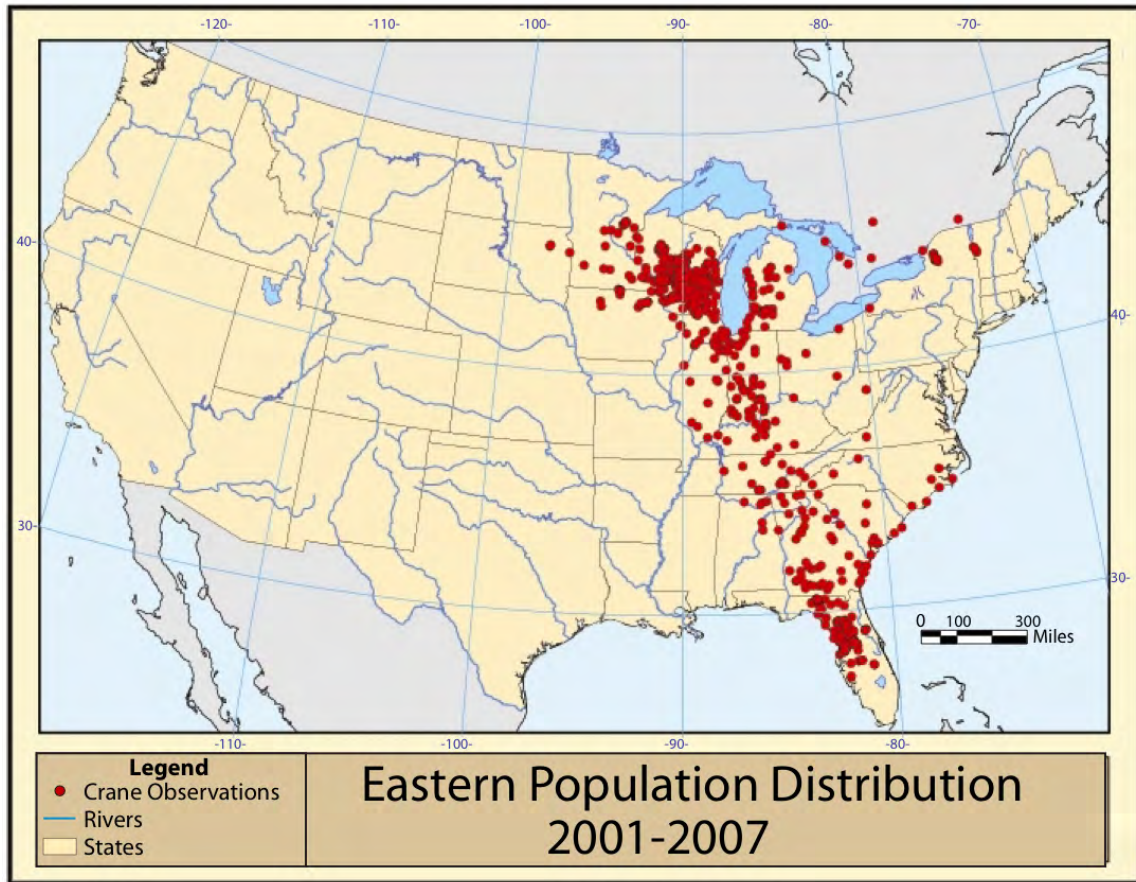 -120-
-110-
-100-
-90-
-80-
-70-
40-
40-
30-
30-
0 100 300
Miles
-110-
-100-
-90-
-80-
Legend
Crane Observations
Rivers
States
Eastern Population Distribution
2001-2007